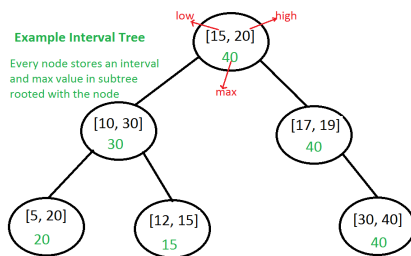 low
high
[15, 20]
40
max
Example Interval Tree
Every node stores an interval
and max value in subtree
rooted with the node
[10, 30]
30
[17, 19]
40
[5, 20]
20
[12, 15]
15
[30, 40]
40